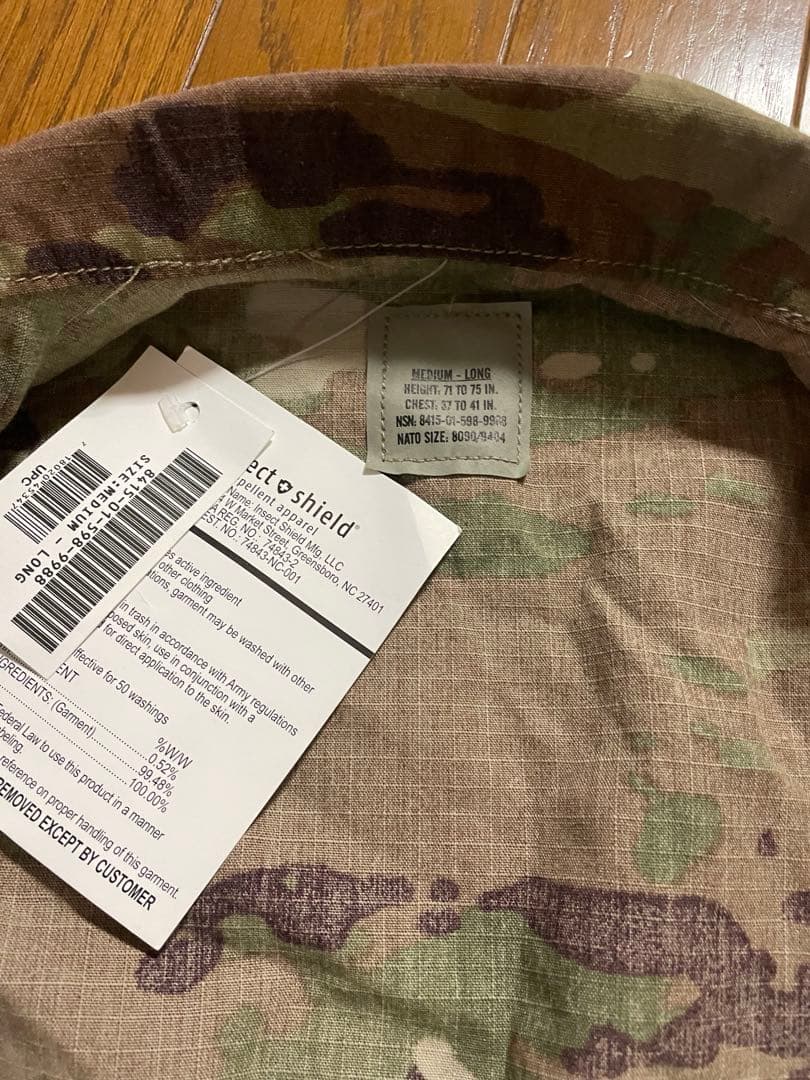 MEDIUM - LONG
HEIGHT: 71 TO 75 IN.
CHEST: 37 TO 41 IN.
NSN: 8415-01-598-9988
NATO SIZE: 8090/9404
UPC
8415-01-598-9988
SIZE: MEDIUM - LONG
ect shield®
pellent apparel
Name. Insect Shield Mfg, LLC
W Market Street, Greensboro, NC 27401
A REG. NO.: 74843-2
EST. NO.: 74843-NC-001
active ingredient
other clothing
garment may be washed with other
in trash in accordance with Army regulations
posed skin, use in conjunction with a
for direct application to the skin.
ffective for 50 washings
ENT
GREDIENTS: (Garment) %W/W
0.52%
99.48%
100.00%
Federal Law to use this product in a manner
beling.
reference on proper handling of this garment.
REMOVED EXCEPT BY CUSTOMER